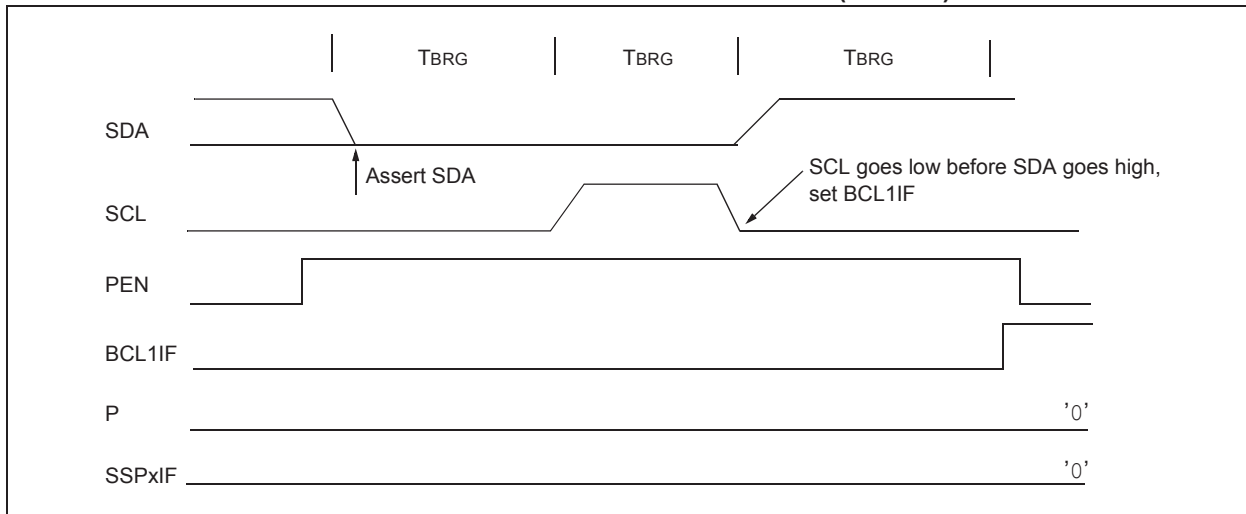 TBRG TBRG TBRG
SDA
Assert SDA
SCL goes low before SDA goes high,
set BCL1IF
SCL
PEN
BCL1IF
P '0'
SSPxIF '0'